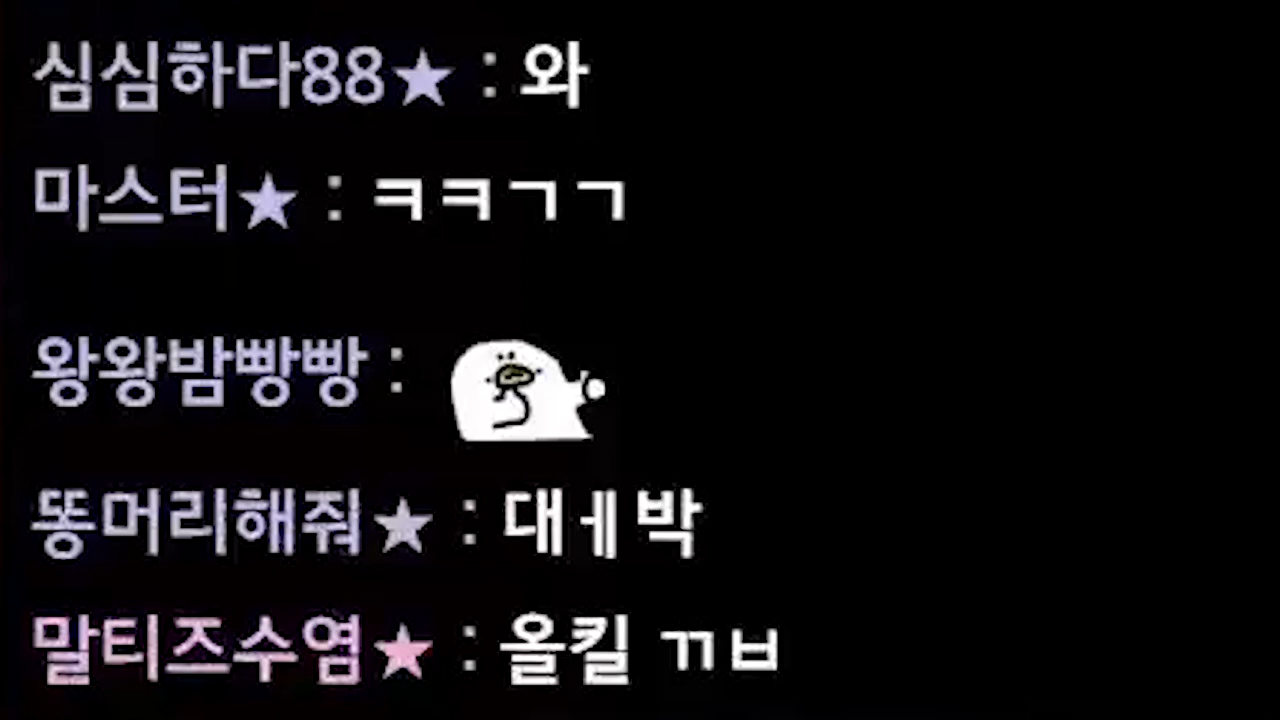 심심하다88★ : 와
마스터★ : ㅋㅋㄱㄱ
왕왕밤빵빵 :
똥머리해줘★ : 대ㅔ박
말티즈수염★ : 올킬 ㄲㅂ